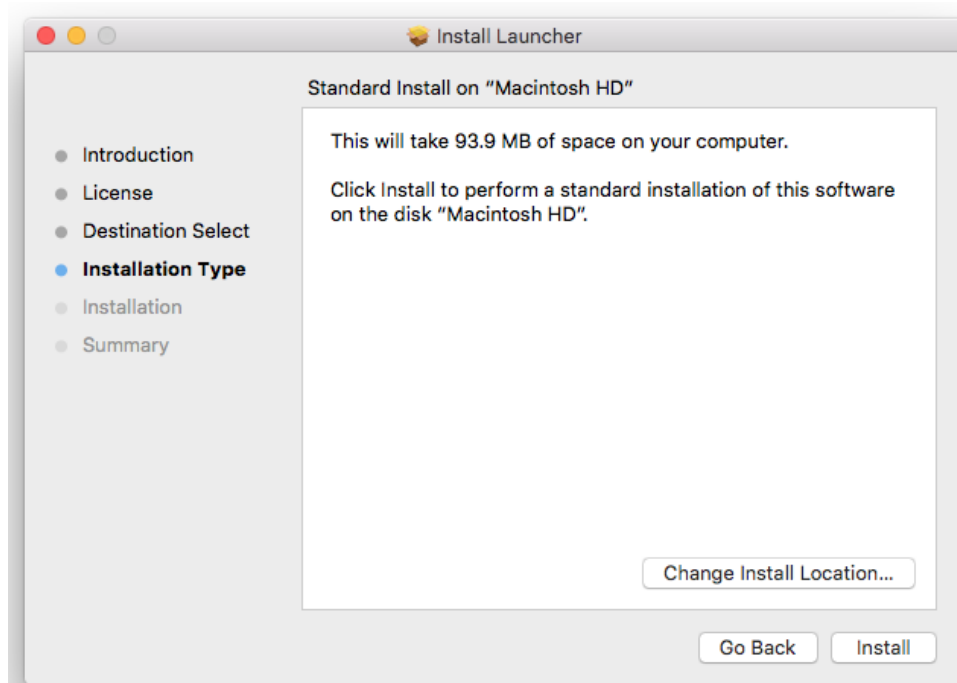 Install Launcher
Standard Install on “Macintosh HD”
Introduction
License
Destination Select
Installation Type
Installation
Summary
This will take 93.9 MB of space on your computer.
Click Install to perform a standard installation of this software
on the disk “Macintosh HD”.
Change Install Location...
Go Back
Install